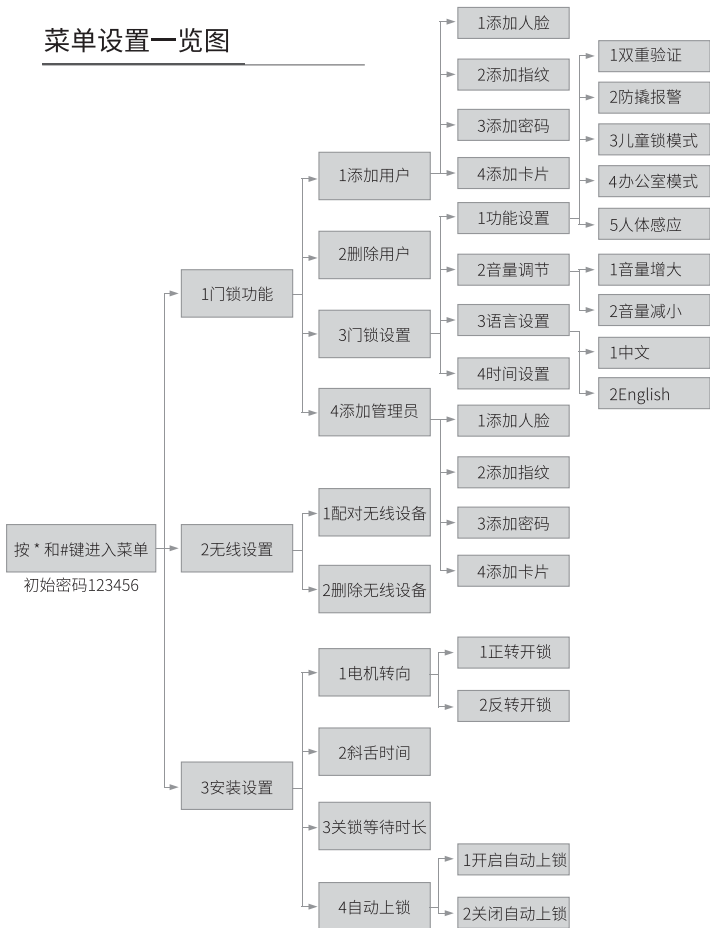 菜单设置一览图
按 * 和#键进入菜单
初始密码123456
1门锁功能
1添加用户
1添加人脸
2添加指纹
3添加密码
4添加卡片
2删除用户
3门锁设置
1功能设置
1双重验证
2防撬报警
3儿童锁模式
4办公室模式
5人体感应
2音量调节
1音量增大
2音量减小
3语言设置
1中文
2English
4时间设置
4添加管理员
1添加人脸
2添加指纹
3添加密码
4添加卡片
2无线设置
1配对无线设备
2删除无线设备
3安装设置
1电机转向
1正转开锁
2反转开锁
2斜舌时间
3关锁等待时长
4自动上锁
1开启自动上锁
2关闭自动上锁